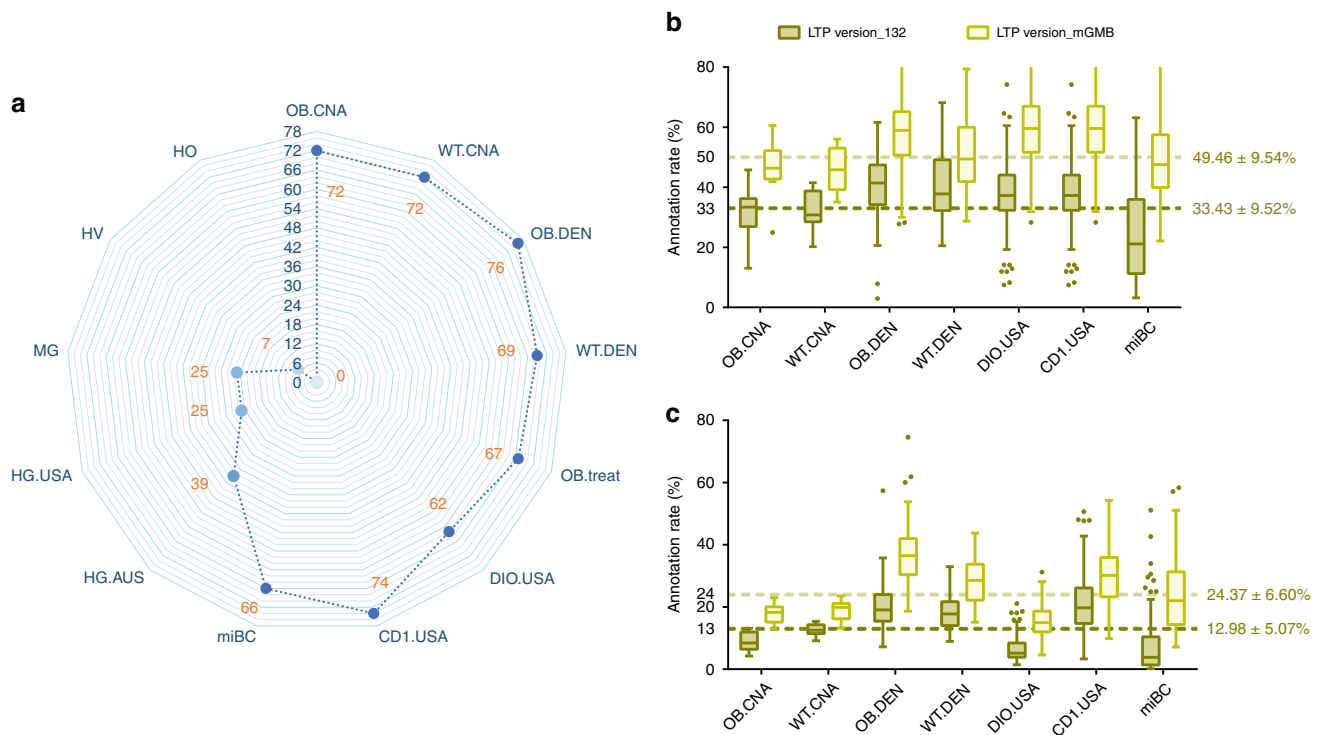 a
OB.CNA
WT.CNA
OB.DEN
WT.DEN
OB.treat
DIO.USA
CD1.USA
miBC
HG.AUS
HG.USA
MG
HV
HO
78
72
66
60
54
48
42
36
30
24
18
12
6
0
72
72
76
69
67
62
74
66
39
25
25
7
0
b
LTP version_132
LTP version_mGMB
Annotation rate (%)
80
60
50
40
33
20
0
49.46 ± 9.54%
33.43 ± 9.52%
OB.CNA
WT.CNA
OB.DEN
WT.DEN
DIO.USA
CD1.USA
miBC
c
Annotation rate (%)
80
60
40
24
20
13
0
24.37 ± 6.60%
12.98 ± 5.07%
OB.CNA
WT.CNA
OB.DEN
WT.DEN
DIO.USA
CD1.USA
miBC